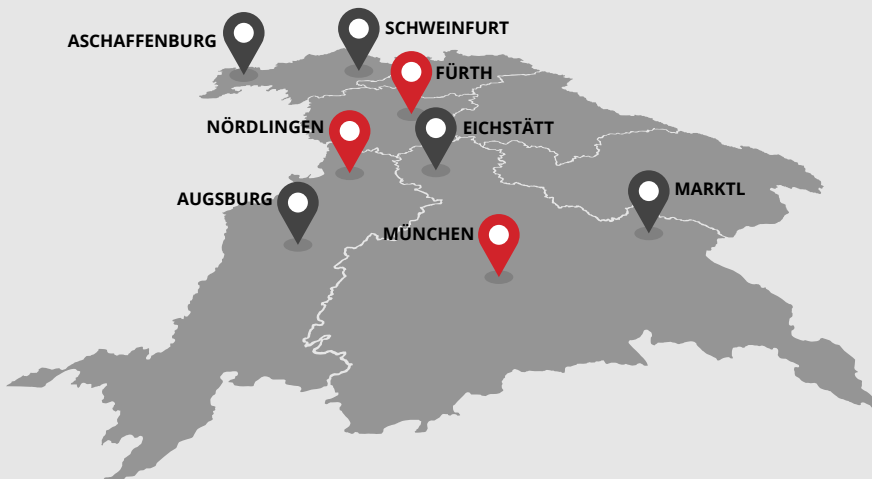 SCHWEINFURT
ASCHAFFENBURG
FÜRTH
NÖRDLINGEN
EICHSTÄTT
MARKTL
AUGSBURG
MÜNCHEN